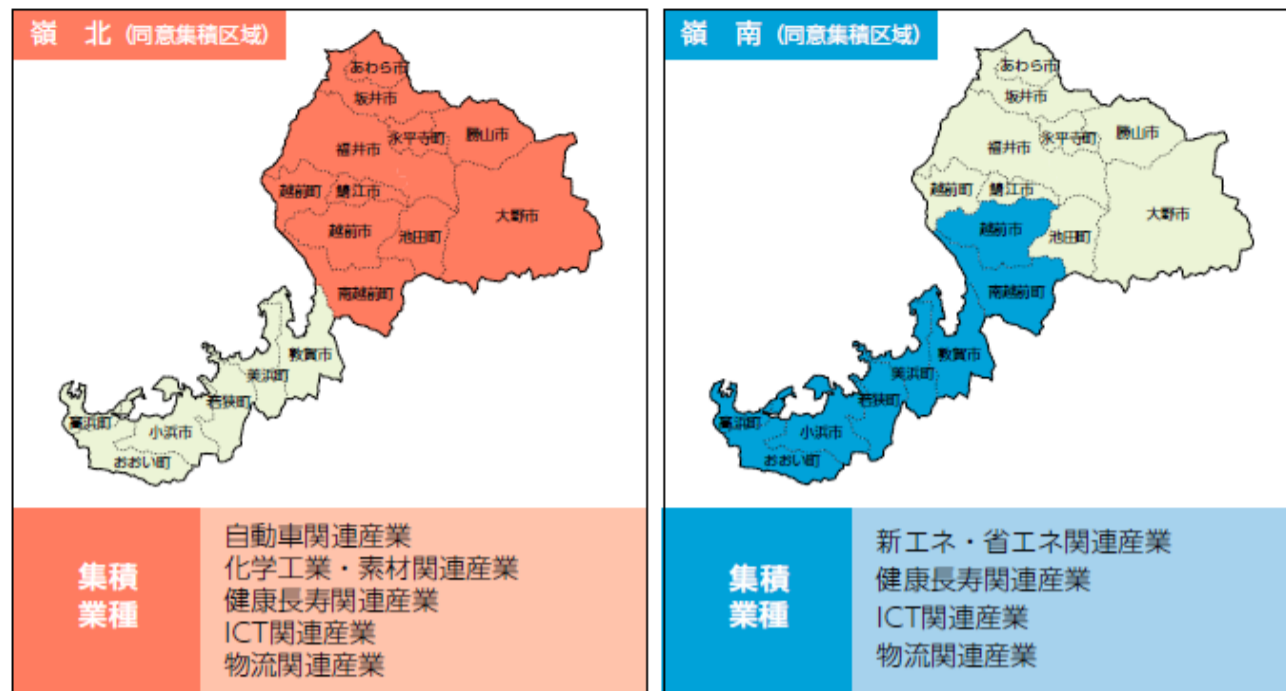 嶺 北 (同意集積区域)
あわら市
坂井市
永平寺町
勝山市
福井市
越前町
鯖江市
大野市
越前市
池田町
南越前町
敦賀市
美浜町
若狭町
高浜町
小浜市
おおい町
集積
業種
自動車関連産業
化学工業・素材関連産業
健康長寿関連産業
ICT関連産業
物流関連産業
嶺 南 (同意集積区域)
あわら市
坂井市
永平寺町
勝山市
福井市
越前町
鯖江市
大野市
越前市
池田町
南越前町
敦賀市
美浜町
若狭町
高浜町
小浜市
おおい町
集積
業種
新エネ・省エネ関連産業
健康長寿関連産業
ICT関連産業
物流関連産業